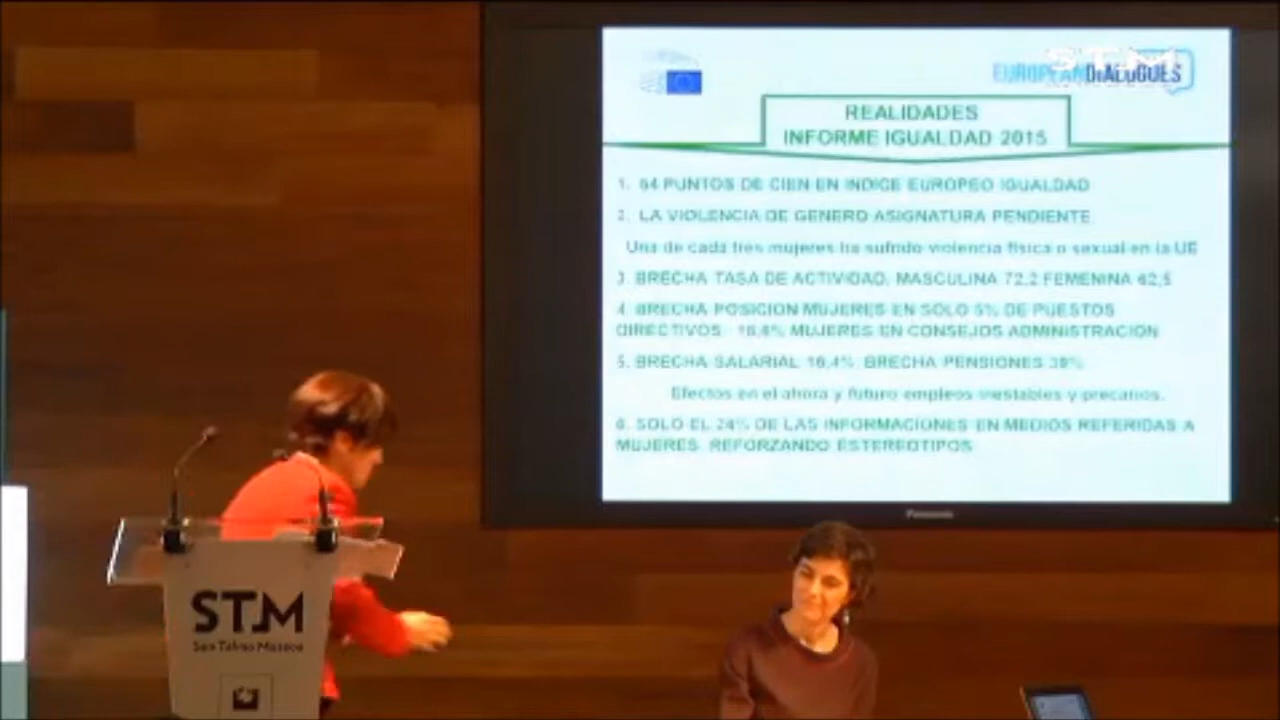 STM
EUROPEAN DIALOGUES
REALIDADES
INFORME IGUALDAD 2015
1. 64 PUNTOS DE CIEN EN INDICE EUROPEO IGUALDAD
2. LA VIOLENCIA DE GENERO ASIGNATURA PENDIENTE
Una de cada tres mujeres ha sufrido violencia física o sexual en la UE
3. BRECHA TASA DE ACTIVIDAD. MASCULINA 72,2 FEMENINA 62,5
4. BRECHA POSICION MUJERES EN SOLO 5% DE PUESTOS
DIRECTIVOS MUJERES EN CONSEJOS ADMINISTRACION
5. BRECHA SALARIAL 16,4% BRECHA PENSIONES
Efectos en el ahora y futuro empleos inestables y precarios.
6. SOLO EL 24% DE LAS INFORMACIONES EN MEDIOS REFERIDAS A
MUJERES REFORZANDO ESTEREOTIPOS
Panasonic
STM
San Telmo Museoa